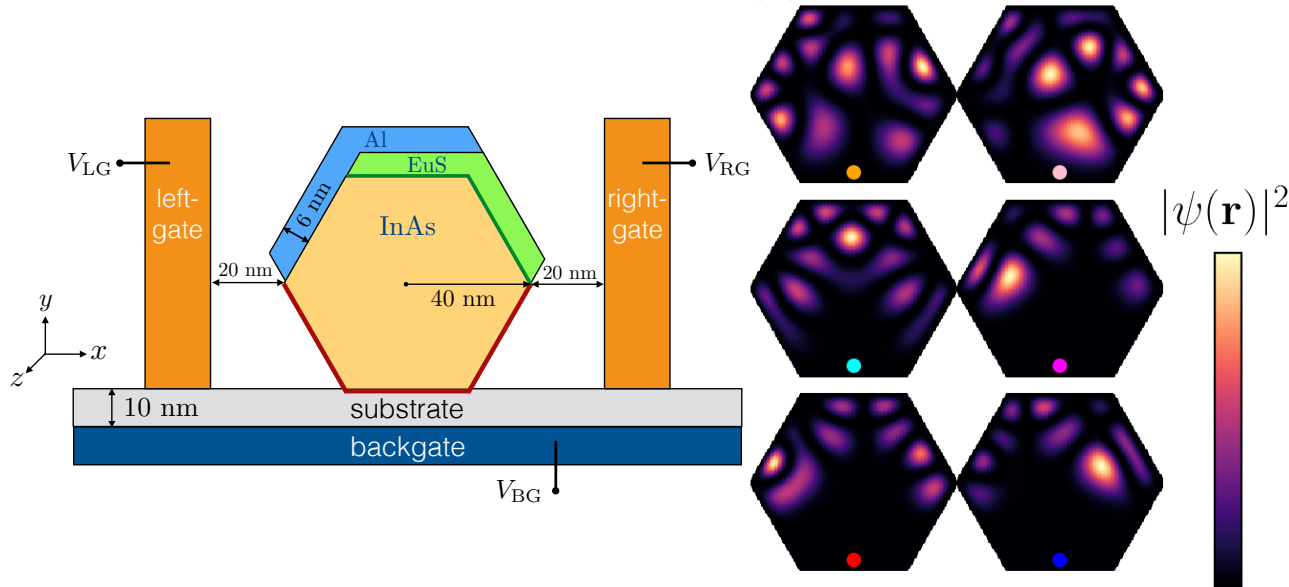 Al
EuS
V_LG
V_RG
left-
gate
right-
gate
6 nm
InAs
|ψ(r)|²
20 nm
20 nm
40 nm
y
x
z
10 nm
substrate
backgate
V_BG